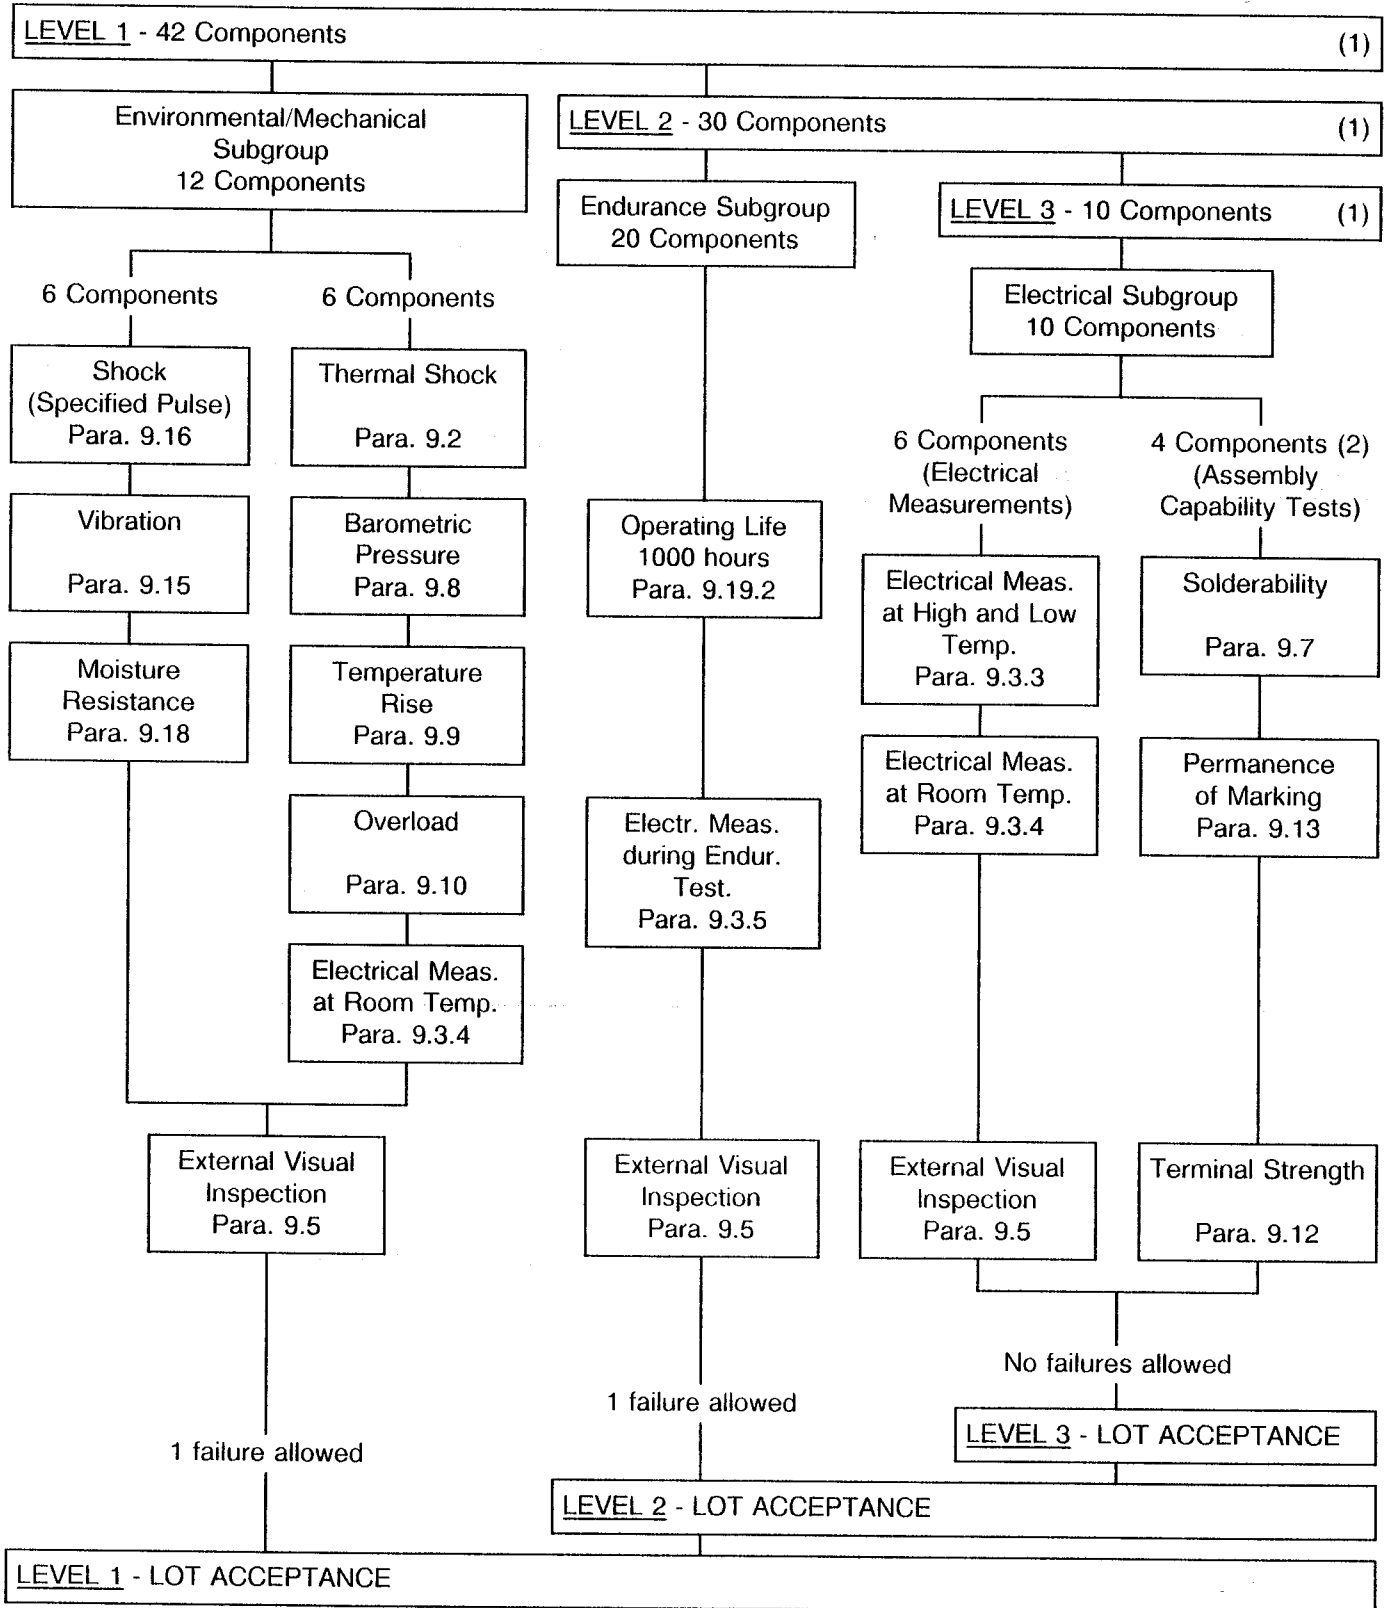 LEVEL 1 - 42 Components (1)
Environmental/Mechanical
Subgroup
12 Components
LEVEL 2 - 30 Components (1)
Endurance Subgroup
20 Components
LEVEL 3 - 10 Components (1)
Electrical Subgroup
10 Components
6 Components
6 Components
Shock
(Specified Pulse)
Para. 9.16
Thermal Shock
Para. 9.2
6 Components
(Electrical
Measurements)
4 Components (2)
(Assembly
Capability Tests)
Vibration
Para. 9.15
Barometric
Pressure
Para. 9.8
Operating Life
1000 hours
Para. 9.19.2
Electrical Meas.
at High and Low
Temp.
Para. 9.3.3
Solderability
Para. 9.7
Moisture
Resistance
Para. 9.18
Temperature
Rise
Para. 9.9
Electrical Meas.
at Room Temp.
Para. 9.3.4
Permanence
of Marking
Para. 9.13
Overload
Para. 9.10
Electr. Meas.
during Endur.
Test.
Para. 9.3.5
Electrical Meas.
at Room Temp.
Para. 9.3.4
External Visual
Inspection
Para. 9.5
External Visual
Inspection
Para. 9.5
External Visual
Inspection
Para. 9.5
Terminal Strength
Para. 9.12
No failures allowed
1 failure allowed
1 failure allowed
LEVEL 3 - LOT ACCEPTANCE
LEVEL 2 - LOT ACCEPTANCE
LEVEL 1 - LOT ACCEPTANCE